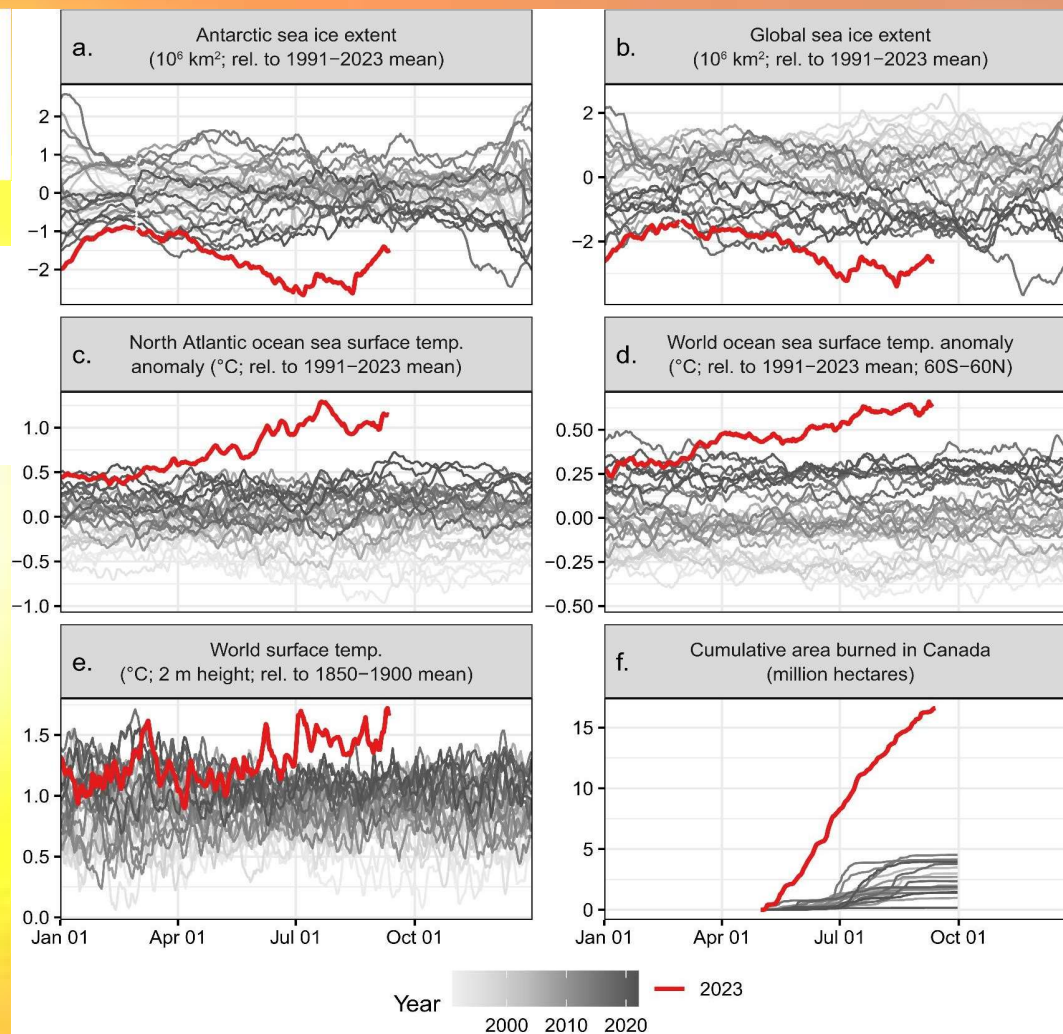 a.
Antarctic sea ice extent
(10⁶ km²; rel. to 1991−2023 mean)
2
1
0
−1
−2
b.
Global sea ice extent
(10⁶ km²; rel. to 1991−2023 mean)
2
0
−2
c.
North Atlantic ocean sea surface temp.
anomaly (°C; rel. to 1991−2023 mean)
1.0
0.5
0.0
−0.5
−1.0
d.
World ocean sea surface temp. anomaly
(°C; rel. to 1991−2023 mean; 60S−60N)
0.50
0.25
0.00
−0.25
−0.50
e.
World surface temp.
(°C; 2 m height; rel. to 1850−1900 mean)
1.5
1.0
0.5
0.0
Jan 01 Apr 01 Jul 01 Oct 01
f.
Cumulative area burned in Canada
(million hectares)
15
10
5
0
Jan 01 Apr 01 Jul 01 Oct 01
Year
2000 2010 2020
2023